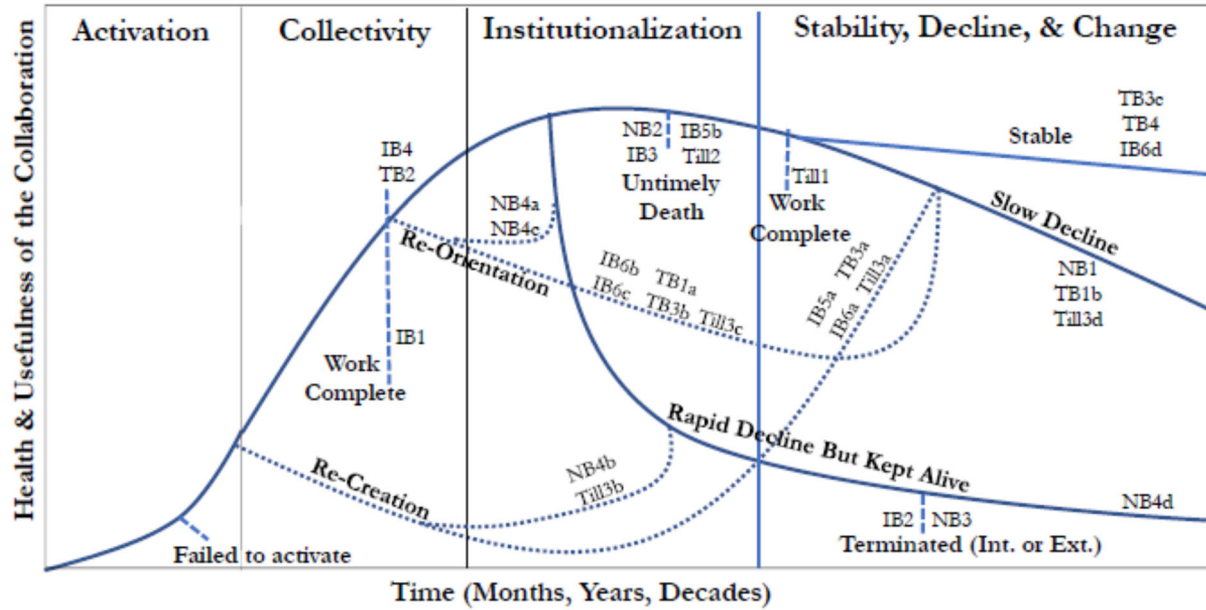 Activation
Collectivity
Institutionalization
Stability, Decline, & Change
Health & Usefulness of the Collaboration
TB3c
TB4
IB6d
Stable
NB2 IB5b
IB3 Till2
Untimely
Death
IB4
TB2
Till1
Work
Complete
NB4a
NB4c
Re-Orientation
Slow Decline
NB1
TB1b
Till3d
IB6b TB1a
IB6c TB3b Till3c
IB5a TB3a
IB6a Till3a
IB1
Work
Complete
Rapid Decline But Kept Alive
Re-Creation
NB4b
Till3b
NB4d
IB2 NB3
Terminated (Int. or Ext.)
Failed to activate
Time (Months, Years, Decades)